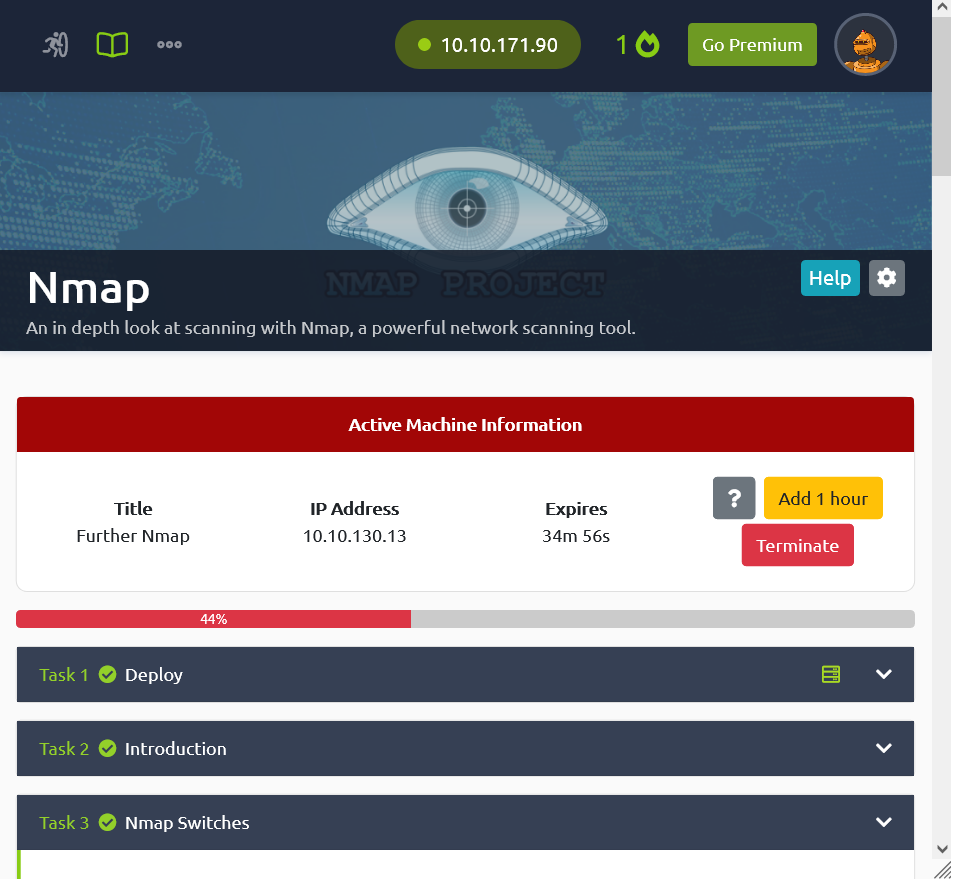 10.10.171.90
1
Go Premium
NMAP PROJECT
Nmap
Help
An in depth look at scanning with Nmap, a powerful network scanning tool.
Active Machine Information
Title
IP Address
Expires
?
Add 1 hour
Further Nmap
10.10.130.13
34m 56s
Terminate
44%
Task 1 Deploy
Task 2 Introduction
Task 3 Nmap Switches